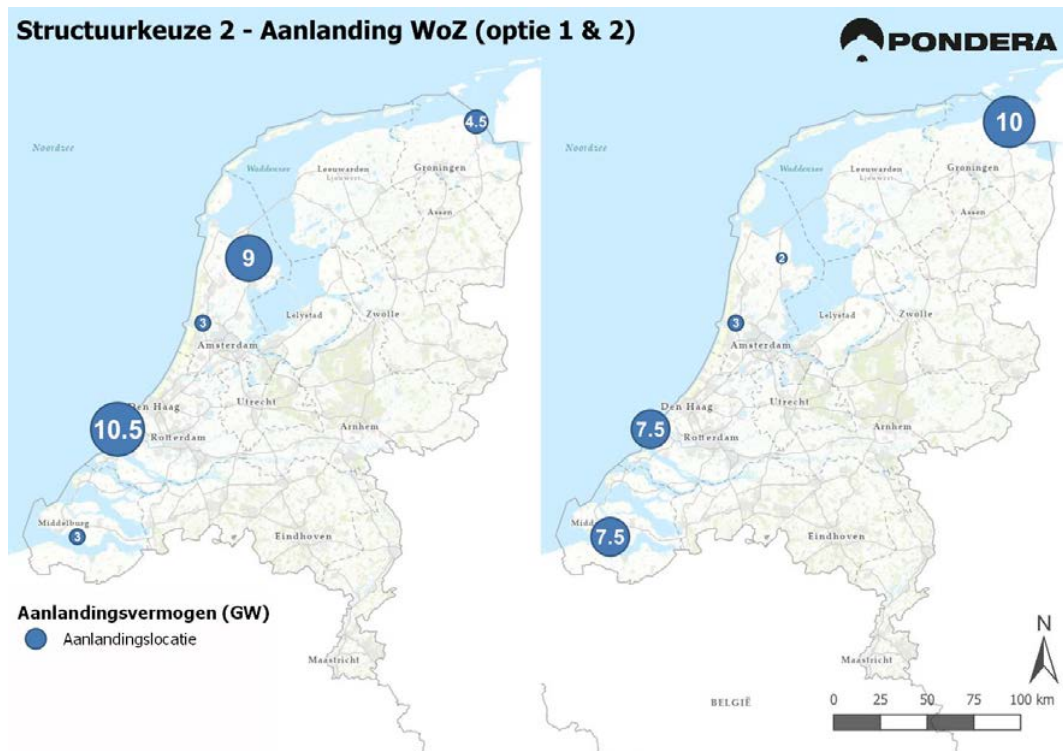 Structuurkeuze 2 - Aanlanding WoZ (optie 1 & 2)
PONDERA
4.5
Noordzee
Waddenzee
Leeuwarden
Ljouwert
Groningen
Assen
9
3
Lelystad
Zwolle
Amsterdam
Den Haag
Utrecht
10.5
Rotterdam
Arnhem
Middelburg
3
Eindhoven
Maastricht
10
Noordzee
Waddenzee
Leeuwarden
Ljouwert
Groningen
Assen
2
3
Lelystad
Zwolle
Amsterdam
Den Haag
Utrecht
7.5
Rotterdam
Arnhem
7.5
Eindhoven
Maastricht
BELGIË
Aanlandingsvermogen (GW)
Aanlandingslocatie
N
0 25 50 75 100 km